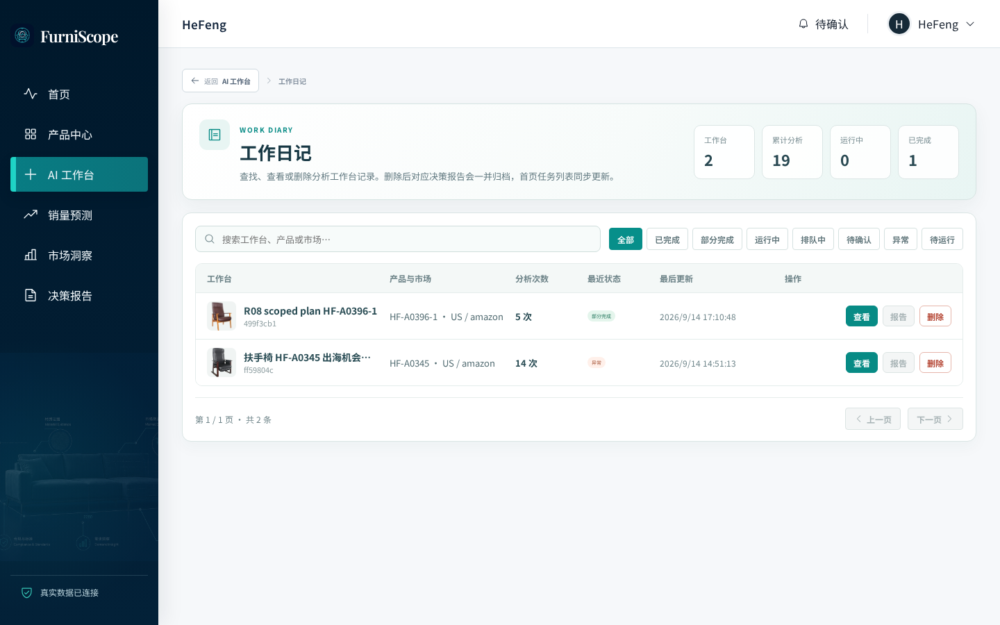 FurniScope
首页
产品中心
AI 工作台
销量预测
市场洞察
决策报告
真实数据已连接
HeFeng
待确认
H
HeFeng
返回 AI 工作台
工作日记
WORK DIARY
工作日记
查找、查看或删除分析工作台记录。删除后对应决策报告会一并归档，首页任务列表同步更新。
工作台
2
累计分析
19
运行中
0
已完成
1
搜索工作台、产品或市场…
全部
已完成
部分完成
运行中
排队中
待确认
异常
待运行
工作台 产品与市场 分析次数 最近状态 最后更新 操作
R08 scoped plan HF-A0396-1
499f3cb1
HF-A0396-1 · US / amazon
5 次
部分完成
2026/9/14 17:10:48
查看
报告
删除
扶手椅 HF-A0345 出海机会…
ff59804c
HF-A0345 · US / amazon
14 次
异常
2026/9/14 14:51:13
查看
报告
删除
第 1 / 1 页 · 共 2 条
上一页
下一页